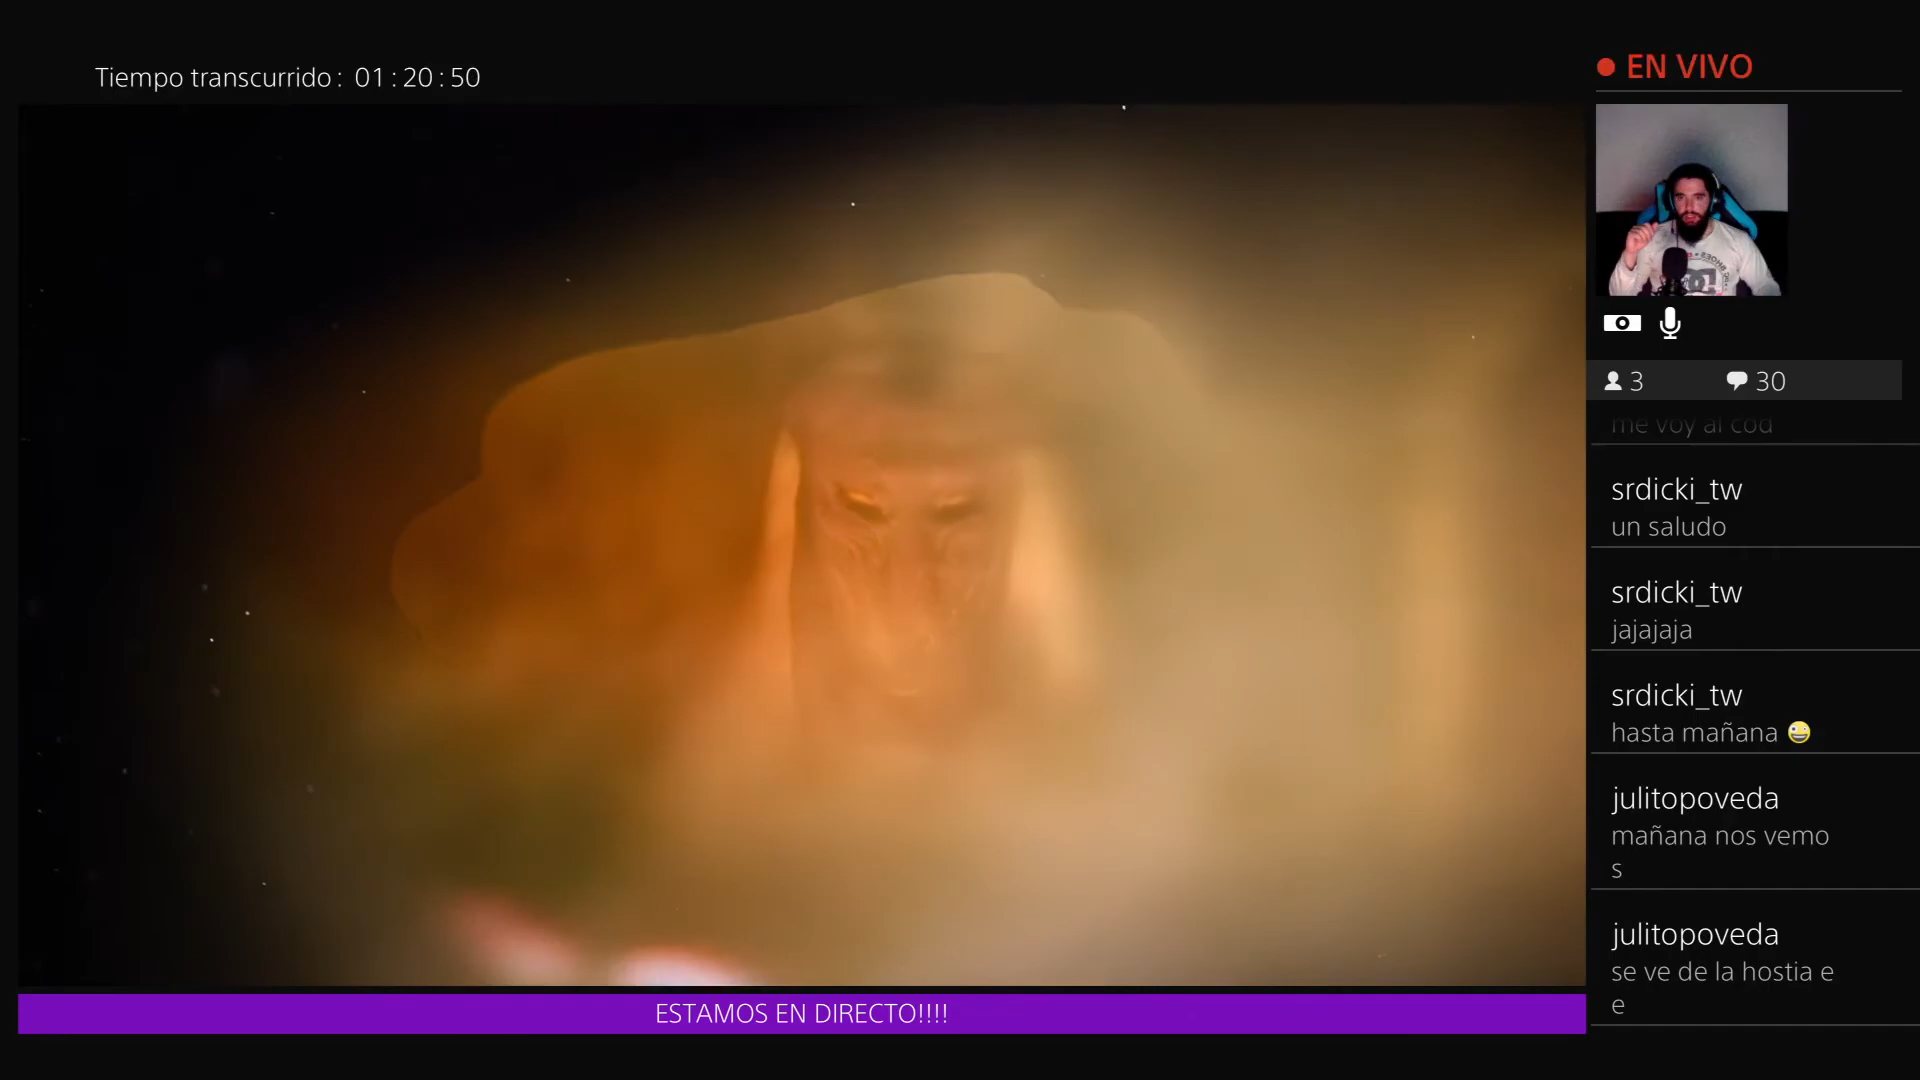 Tiempo transcurrido: 01:20:50
EN VIVO
3
30
me voy al cod
srdicki_tw
un saludo
srdicki_tw
jajajaja
srdicki_tw
hasta mañana
julitopoveda
mañana nos vemo
s
julitopoveda
se ve de la hostia e
e
ESTAMOS EN DIRECTO!!!!